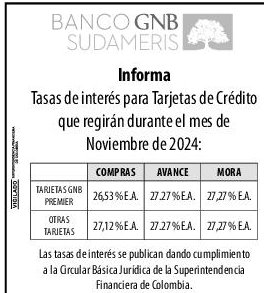 BANCO GNB
SUDAMERIS
Informa
Tasas de interés para Tarjetas de Crédito
que regirán durante el mes de
Noviembre de 2024:
COMPRAS AVANCE MORA
TARJETAS GNB PREMIER 26,53% E.A. 27.27% E.A. 27,27% E.A.
OTRAS TARJETAS 27,12% E.A. 27.27% E.A. 27,27% E.A.
Las tasas de interés se publican dando cumplimiento
a la Circular Básica Jurídica de la Superintendencia
Financiera de Colombia.
VIGILADO